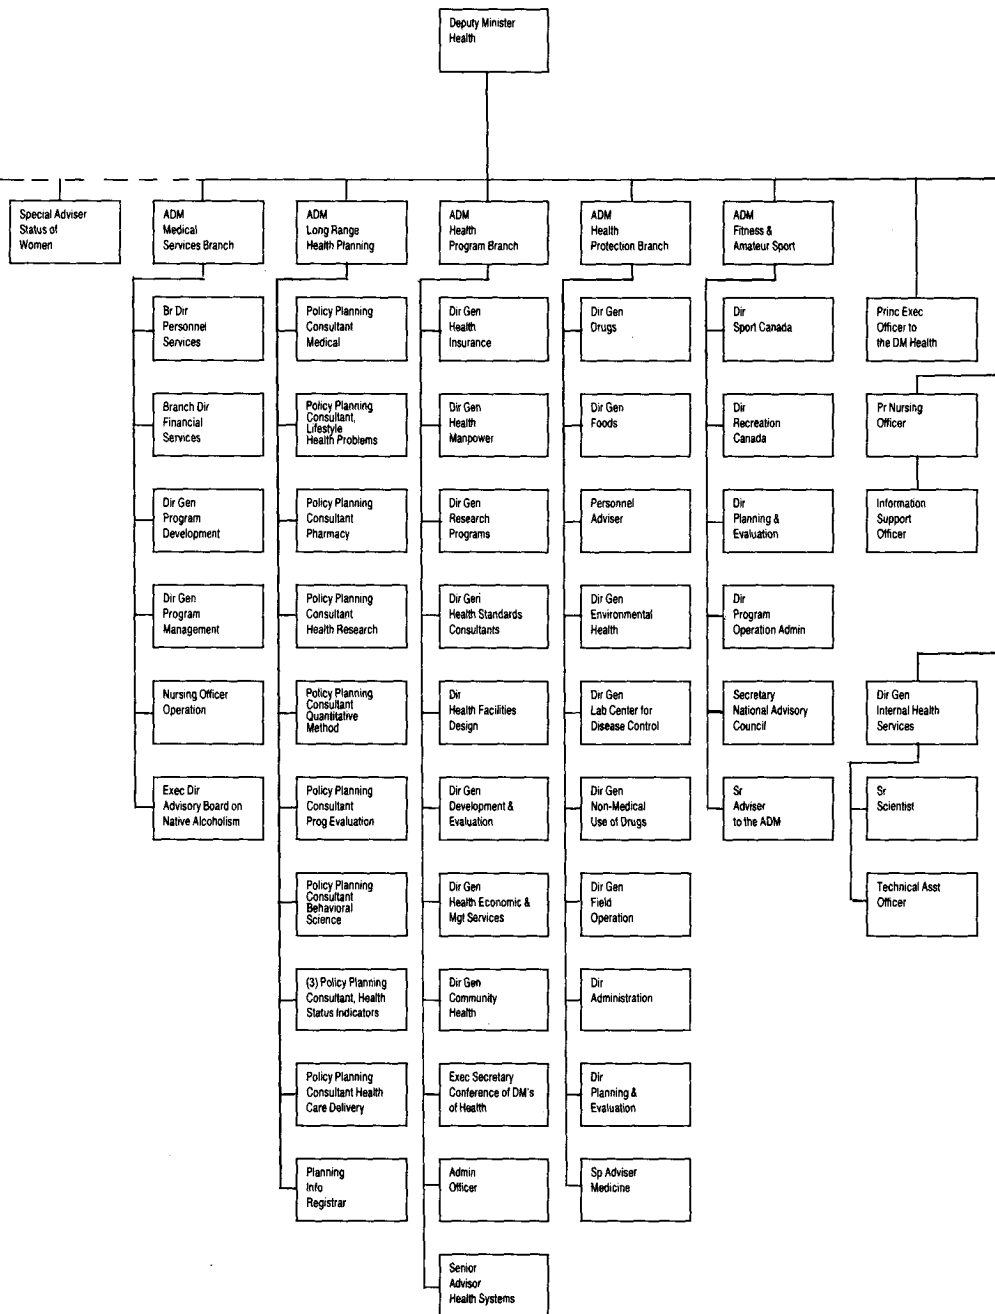 Deputy Minister
Health
Special Adviser
Status of
Women
ADM
Medical
Services Branch
ADM
Long Range
Health Planning
ADM
Health
Program Branch
ADM
Health
Protection Branch
ADM
Fitness &
Amateur Sport
Br Dir
Personnel
Services
Branch Dir
Financial
Services
Dir Gen
Program
Development
Dir Gen
Program
Management
Nursing Officer
Operation
Exec Dir
Advisory Board on
Native Alcoholism
Policy Planning
Consultant
Medical
Policy Planning
Consultant,
Lifestyle
Health Problems
Policy Planning
Consultant
Pharmacy
Policy Planning
Consultant
Health Research
Policy Planning
Consultant
Quantitative
Method
Policy Planning
Consultant
Prog Evaluation
Policy Planning
Consultant
Behavioral
Science
(3) Policy Planning
Consultant, Health
Status Indicators
Policy Planning
Consultant Health
Care Delivery
Planning
Info
Registrar
Dir Gen
Health
Insurance
Dir Gen
Health
Manpower
Dir Gen
Research
Programs
Dir Gen
Health Standards
Consultants
Dir
Health Facilities
Design
Dir Gen
Development &
Evaluation
Dir Gen
Health Economic &
Mgt Services
Dir Gen
Community
Health
Exec Secretary
Conference of DM's
of Health
Admin
Officer
Senior
Advisor
Health Systems
Dir Gen
Drugs
Dir Gen
Foods
Personnel
Adviser
Dir Gen
Environmental
Health
Dir Gen
Lab Center for
Disease Control
Dir Gen
Non-Medical
Use of Drugs
Dir Gen
Field
Operation
Dir
Administration
Dir
Planning &
Evaluation
Sp Adviser
Medicine
Dir
Sport Canada
Dir
Recreation
Canada
Dir
Planning &
Evaluation
Dir
Program
Operation Admin
Secretary
National Advisory
Council
Sr
Adviser
to the ADM
Princ Exec
Officer to
the DM Health
Pr Nursing
Officer
Information
Support
Officer
Dir Gen
Internal Health
Services
Sr
Scientist
Technical Asst
Officer